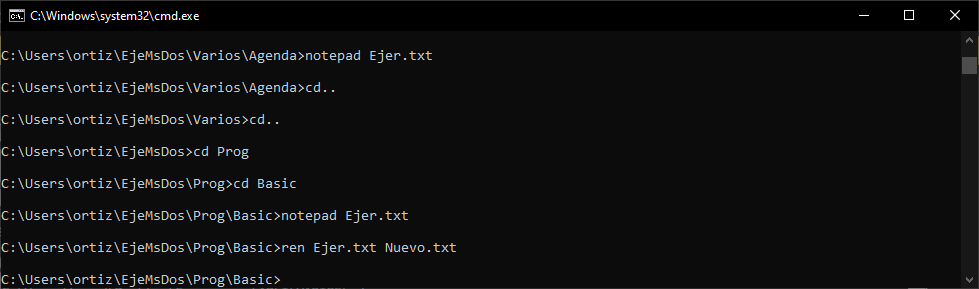 C:\Windows\system32\cmd.exe
C:\Users\ortiz\EjeMsDos\Varios\Agenda>notepad Ejer.txt
C:\Users\ortiz\EjeMsDos\Varios\Agenda>cd..
C:\Users\ortiz\EjeMsDos\Varios>cd..
C:\Users\ortiz\EjeMsDos>cd Prog
C:\Users\ortiz\EjeMsDos\Prog>cd Basic
C:\Users\ortiz\EjeMsDos\Prog\Basic>notepad Ejer.txt
C:\Users\ortiz\EjeMsDos\Prog\Basic>ren Ejer.txt Nuevo.txt
C:\Users\ortiz\EjeMsDos\Prog\Basic>